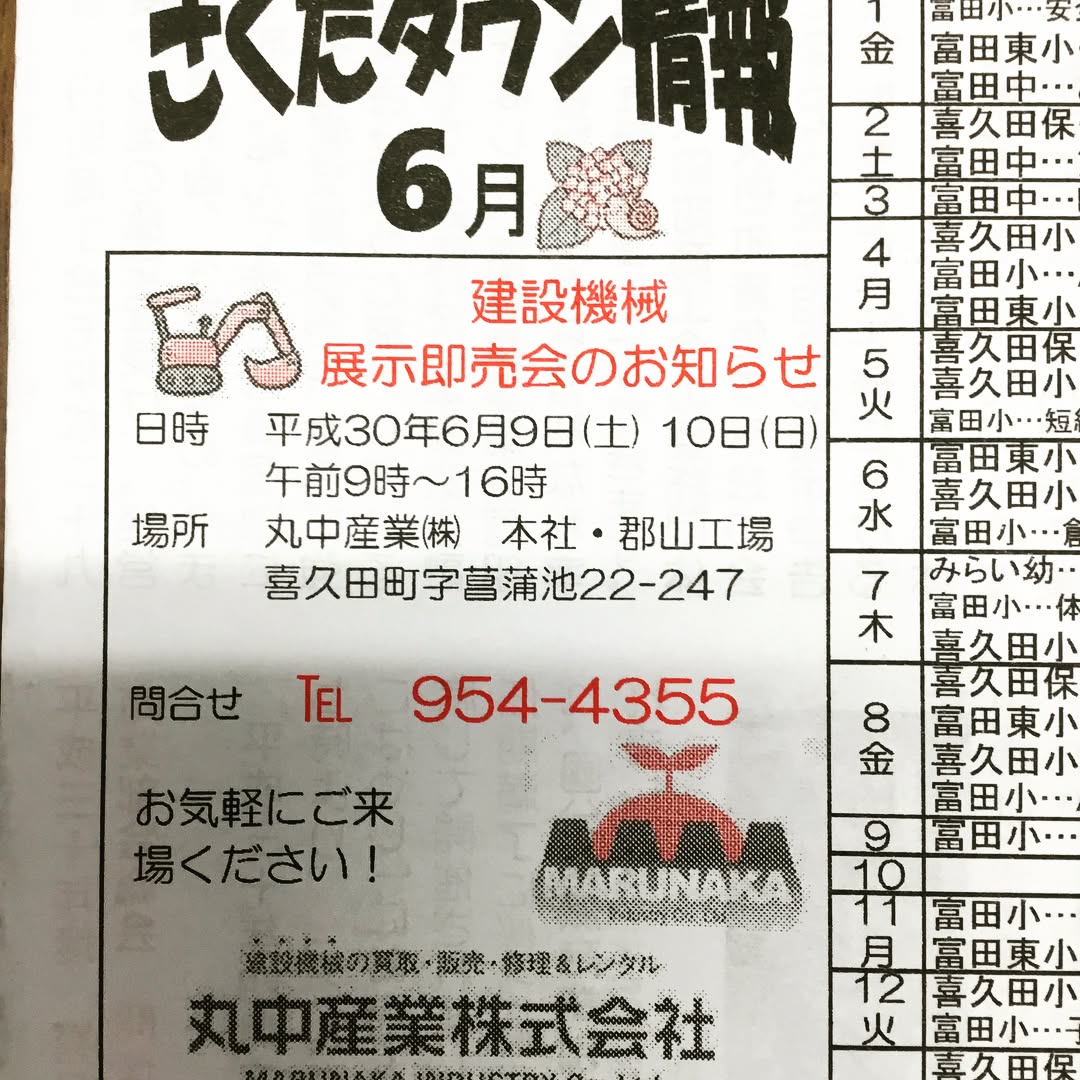 さくたタウン情報
6月
建設機械
展示即売会のお知らせ
日時 平成30年6月9日(土) 10日(日)
午前9時～16時
場所 丸中産業㈱ 本社・郡山工場
喜久田町字菖蒲池22-247
問合せ TEL 954-4355
お気軽にご来
場ください！
MARUNAKA
建設機械の買取・販売・修理&レンタル
丸中産業株式会社
MARUNAKA INDUSTRY Co., Ltd.
1 富田小…安
金 富田東小
富田中…
2 喜久田保
土 富田中…
3 富田中…
4 喜久田小
月 富田小…
富田東小
5 喜久田保
火 喜久田小
富田小…短
6 富田東小
水 喜久田小
富田小…創
7 みらい幼…
木 富田小…体
喜久田小
8 喜久田保
金 富田東小
喜久田小
富田小…
9 富田小…
10
11 富田小…
月 富田東小
12 喜久田小
火 富田小…子
喜久田保